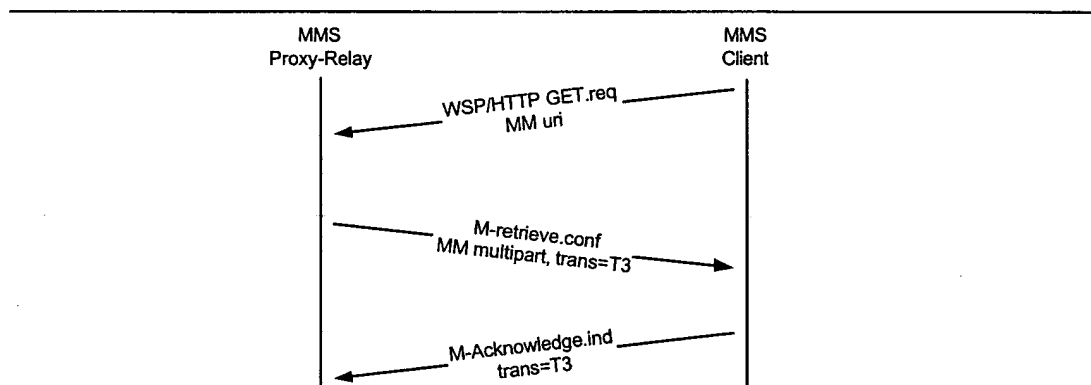 MMS
Proxy-Relay
MMS
Client
WSP/HTTP GET.req
MM uri
M-retrieve.conf
MM multipart, trans=T3
M-Acknowledge.ind
trans=T3